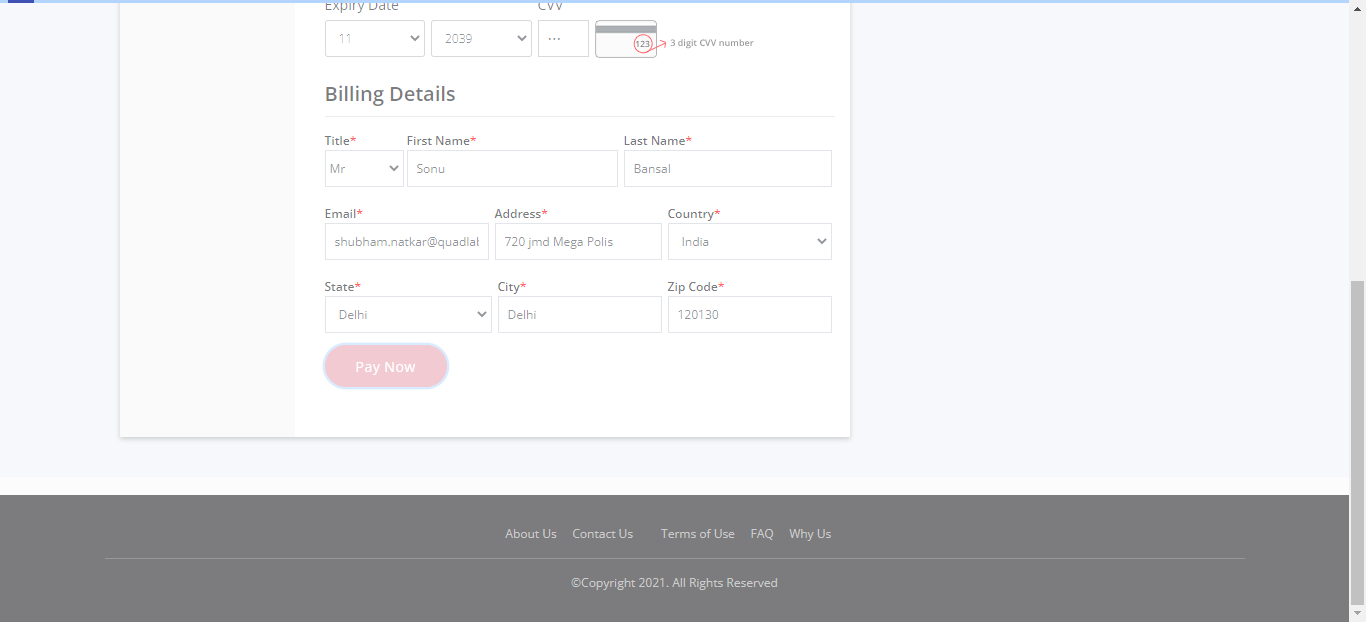 Expiry Date CVV
11 2039 ... 123 3 digit CVV number
Billing Details
Title* First Name* Last Name*
Mr Sonu Bansal
Email* Address* Country*
shubham.natkar@quadlab 720 jmd Mega Polis India
State* City* Zip Code*
Delhi Delhi 120130
Pay Now
About Us Contact Us Terms of Use FAQ Why Us
©Copyright 2021. All Rights Reserved